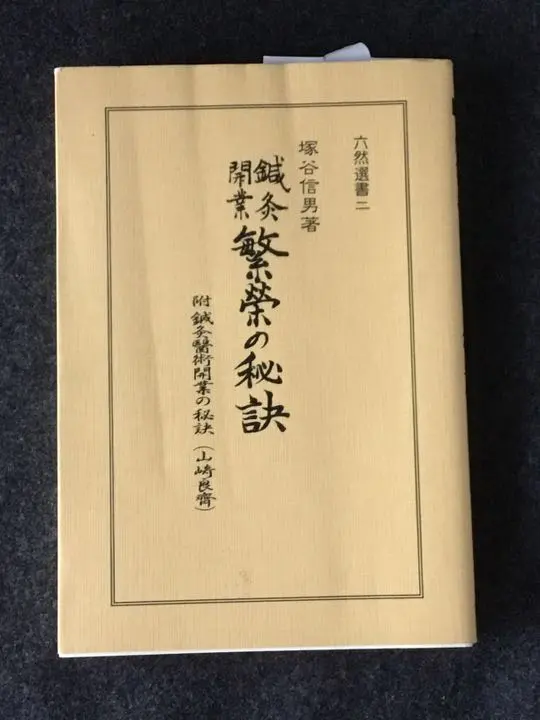 六然選書二
塚谷信男著
鍼灸
開業
繁榮の秘訣
附 鍼灸醫術開業の秘訣(山崎良齊)